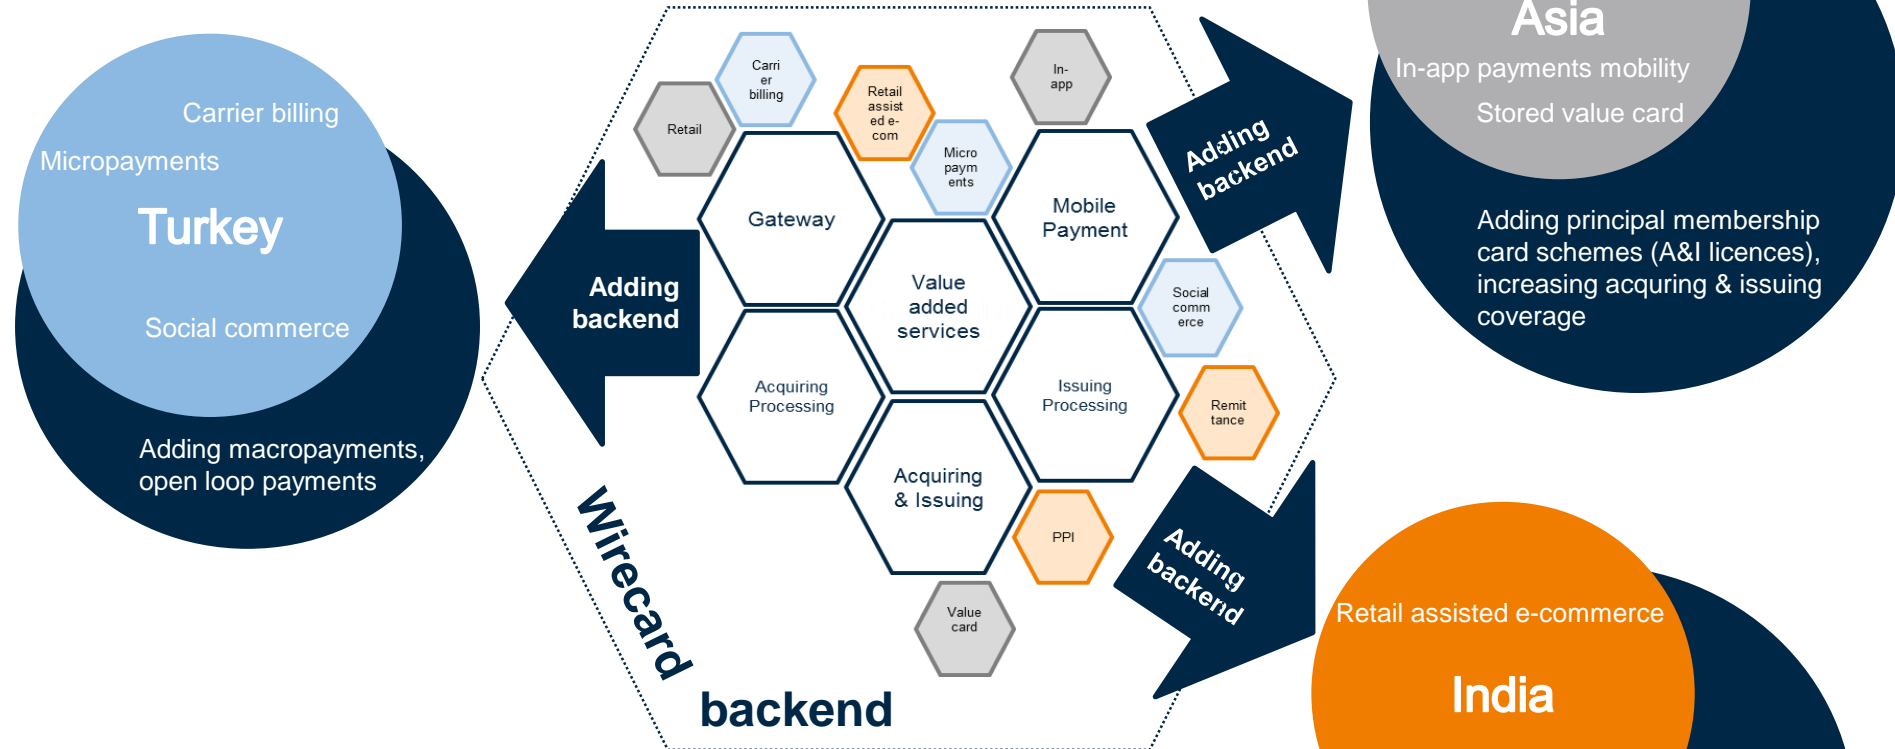 Carrier billing
Micropayments
Turkey
Social commerce
Adding macropayments,
open loop payments
Adding
backend
Retail
Carri
er
billing
Retail
assist
ed e-
com
Micro
paym
ents
In-
app
Gateway
Mobile
Payment
Value
added
services
Social
comm
erce
Acquiring
Processing
Issuing
Processing
Remit
tance
Acquiring
& Issuing
PPI
Value
card
Wirecard
backend
Adding
backend
Asia
In-app payments mobility
Stored value card
Adding principal membership
card schemes (A&I licences),
increasing acquring & issuing
coverage
Adding
backend
Retail assisted e-commerce
India